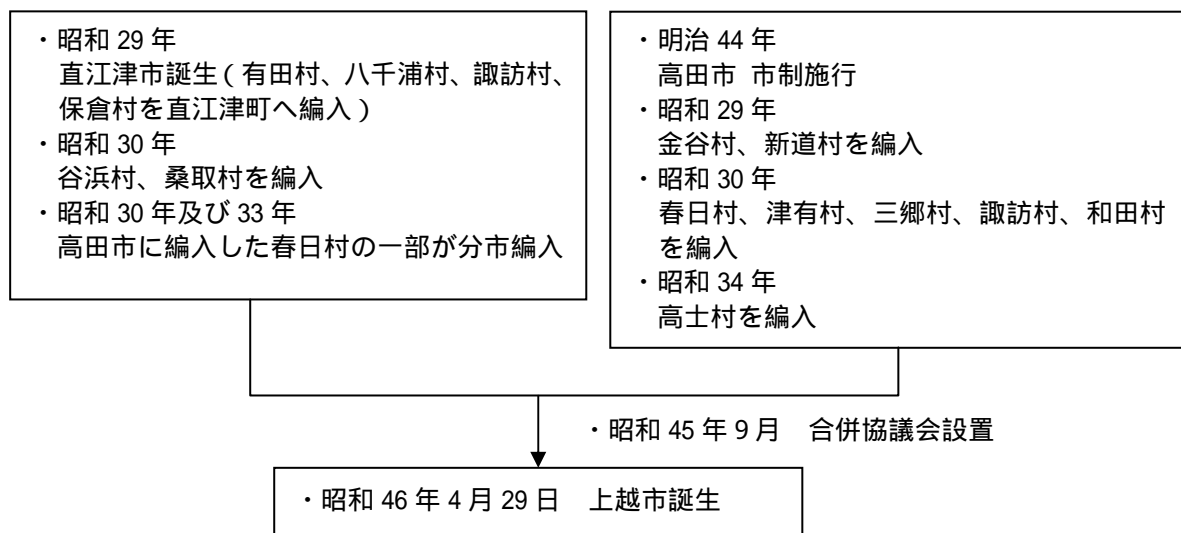 ・昭和 29 年
直江津市誕生（有田村、八千浦村、諏訪村、
保倉村を直江津町へ編入）
・昭和 30 年
谷浜村、桑取村を編入
・昭和 30 年及び 33 年
高田市に編入した春日村の一部が分市編入
・明治 44 年
高田市 市制施行
・昭和 29 年
金谷村、新道村を編入
・昭和 30 年
春日村、津有村、三郷村、諏訪村、和田村
を編入
・昭和 34 年
高士村を編入
・昭和 45 年 9 月　合併協議会設置
・昭和 46 年 4 月 29 日　上越市誕生